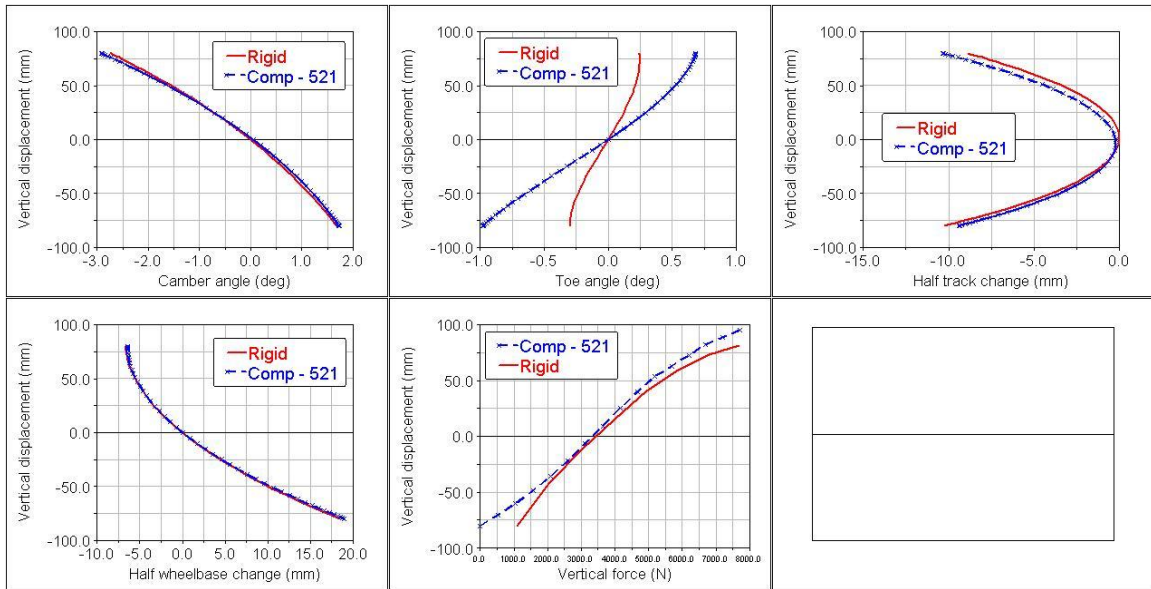 100.0
50.0
0.0
-50.0
-100.0
Vertical displacement (mm)
Rigid
Comp - 521
-3.0 -2.0 -1.0 0.0 1.0 2.0
Camber angle (deg)
100.0
50.0
0.0
-50.0
-100.0
Vertical displacement (mm)
Rigid
Comp - 521
-1.0 -0.5 0.0 0.5 1.0
Toe angle (deg)
100.0
50.0
0.0
-50.0
-100.0
Vertical displacement (mm)
Rigid
Comp - 521
-15.0 -10.0 -5.0 0.0
Half track change (mm)
100.0
50.0
0.0
-50.0
-100.0
Vertical displacement (mm)
Rigid
Comp - 521
-10.0 -5.0 0.0 5.0 10.0 15.0 20.0
Half wheelbase change (mm)
100.0
50.0
0.0
-50.0
-100.0
Vertical displacement (mm)
Comp - 521
Rigid
0.0 1000.0 2000.0 3000.0 4000.0 5000.0 6000.0 7000.0 8000.0
Vertical force (N)